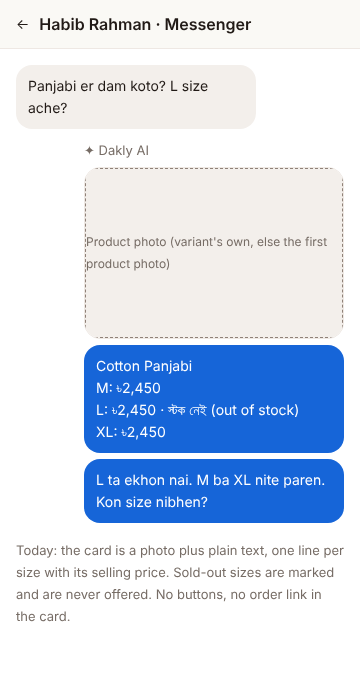 ← Habib Rahman · Messenger
Panjabi er dam koto? L size
ache?
✦ Dakly AI
Product photo (variant's own, else the first
product photo)
Cotton Panjabi
M: ৳2,450
L: ৳2,450 · স্টক নেই (out of stock)
XL: ৳2,450
L ta ekhon nai. M ba XL nite paren.
Kon size nibhen?
Today: the card is a photo plus plain text, one line per
size with its selling price. Sold-out sizes are marked
and are never offered. No buttons, no order link in
the card.